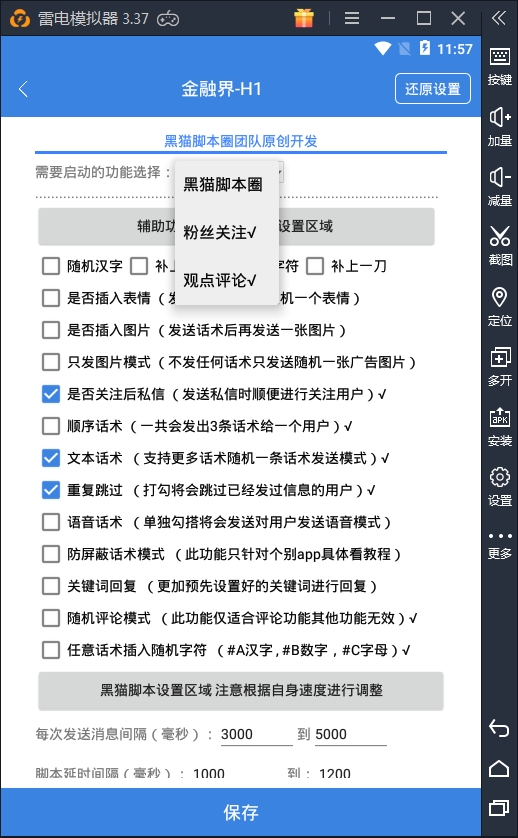 雷电模拟器 3.37
11:57
金融界-H1
还原设置
黑猫脚本圈团队原创开发
需要启动的功能选择：
黑猫脚本圈
粉丝关注√
观点评论√
辅助功 设置区域
随机汉字 补上 字符 补上一刀
是否插入表情（发 机一个表情）
是否插入图片（发送话术后再发送一张图片）
只发图片模式（不发任何话术只发送随机一张广告图片）
是否关注后私信（发送私信时顺便进行关注用户）√
顺序话术（一共会发出3条话术给一个用户）√
文本话术（支持更多话术随机一条话术发送模式）√
重复跳过（打勾将会跳过已经发过信息的用户）√
语音话术（单独勾搭将会发送对用户发送语音模式）
防屏蔽话术模式（此功能只针对个别app具体看教程）
关键词回复（更加预先设置好的关键词进行回复）
随机评论模式（此功能仅适合评论功能其他功能无效）√
任意话术插入随机字符（#A汉字，#B数字，#C字母）√
黑猫脚本设置区域 注意根据自身速度进行调整
每次发送消息间隔（毫秒）： 3000 到 5000
脚本延时间隔（毫秒）： 1000 到： 1200
保存
按键
加量
减量
截图
定位
多开
APK
安装
设置
更多